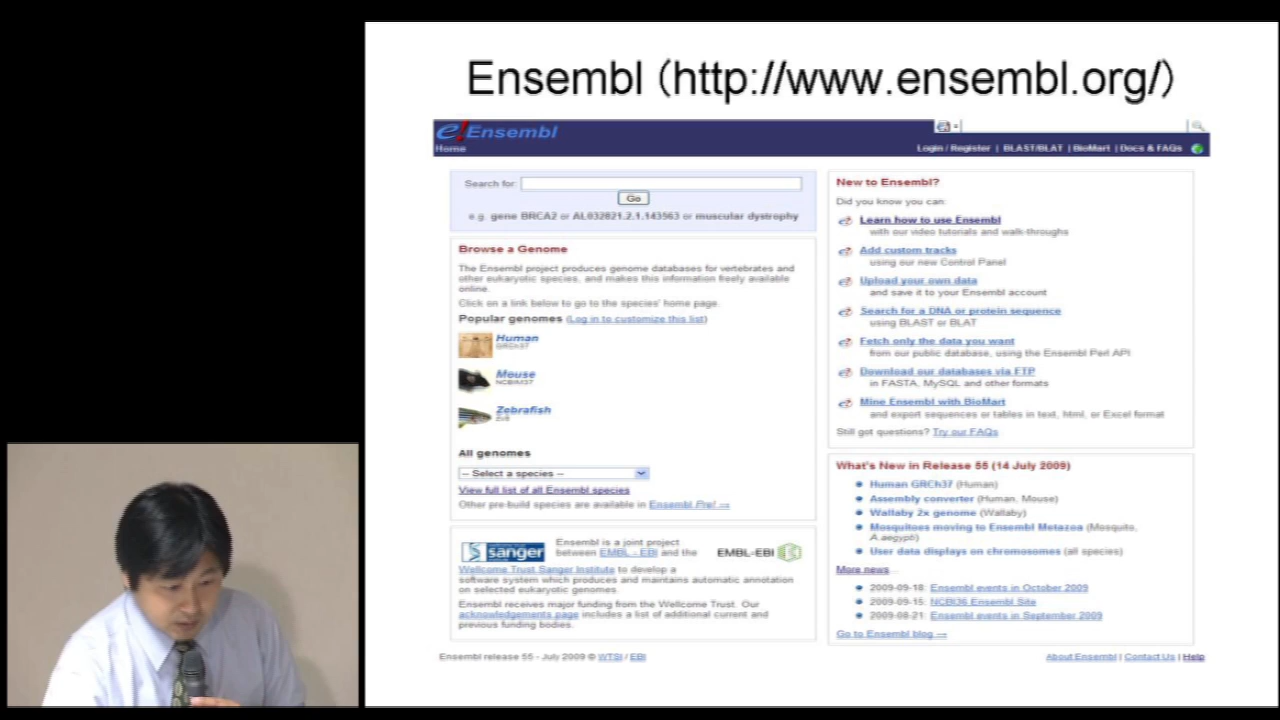 Ensembl (http://www.ensembl.org/)
e!Ensembl
Home
Login / Register | BLAST/BLAT | BioMart | Docs & FAQs
Search for:
Go
e.g. gene BRCA2 or AL032821.2.1.143563 or muscular dystrophy
Browse a Genome
The Ensembl project produces genome databases for vertebrates and
other eukaryotic species, and makes this information freely available
online.
Click on a link below to go to the species' home page.
Popular genomes (Log in to customize this list)
Human
GRCh37
Mouse
NCBIM37
Zebrafish
Zv8
All genomes
-- Select a species --
View full list of all Ensembl species
Other pre-build species are available in Ensembl Pre! →
sanger
Ensembl is a joint project
between EMBL - EBI and the
EMBL-EBI
Wellcome Trust Sanger Institute to develop a
software system which produces and maintains automatic annotation
on selected eukaryotic genomes.
Ensembl receives major funding from the Wellcome Trust. Our
acknowledgements page includes a list of additional current and
previous funding bodies.
New to Ensembl?
Did you know you can:
Learn how to use Ensembl
with our video tutorials and walk-throughs
Add custom tracks
using our new Control Panel
Upload your own data
and save it to your Ensembl account
Search for a DNA or protein sequence
using BLAST or BLAT
Fetch only the data you want
from our public database, using the Ensembl Perl API
Download our databases via FTP
in FASTA, MySQL and other formats
Mine Ensembl with BioMart
and export sequences or tables in text, html, or Excel format
Still got questions? Try our FAQs
What's New in Release 55 (14 July 2009)
Human GRCh37 (Human)
Assembly converter (Human, Mouse)
Wallaby 2x genome (Wallaby)
Mosquitoes moving to Ensembl Metazoa (Mosquito,
A.aegypti)
User data displays on chromosomes (all species)
More news...
2009-09-18: Ensembl events in October 2009
2009-09-15: NCBI36 Ensembl Site
2009-08-21: Ensembl events in September 2009
Go to Ensembl blog →
Ensembl release 55 - July 2009 © WTSI / EBI
About Ensembl | Contact Us | Help